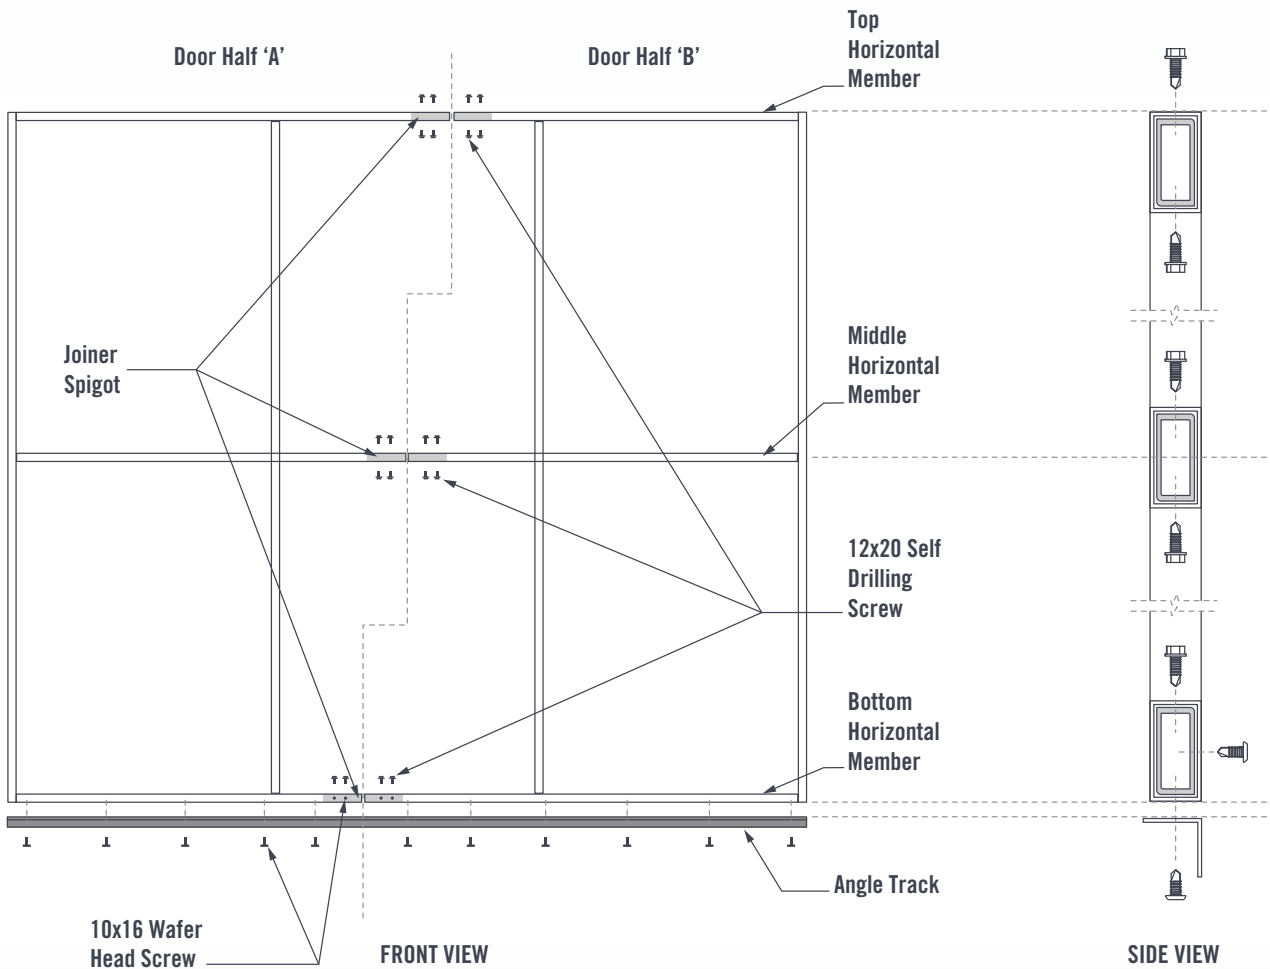 Door Half ‘A’
Door Half ‘B’
Top
Horizontal
Member
Joiner
Spigot
Middle
Horizontal
Member
12x20 Self
Drilling
Screw
Bottom
Horizontal
Member
Angle Track
10x16 Wafer
Head Screw
FRONT VIEW
SIDE VIEW